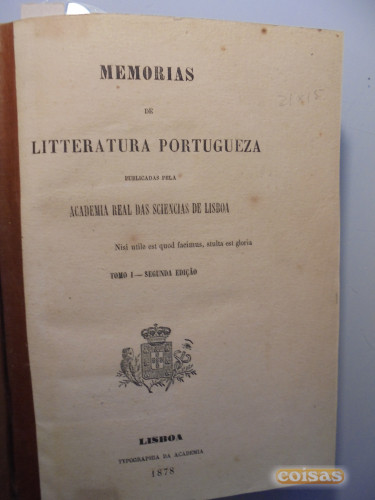 MEMORIAS
DE
LITTERATURA PORTUGUEZA
PUBLICADAS PELA
ACADEMIA REAL DAS SCIENCIAS DE LISBOA
Nisi utile est quod facimus, stulta est gloria
TOMO I — SEGUNDA EDIÇÃO
LISBOA
TYPOGRAPHIA DA ACADEMIA
1878
coisas